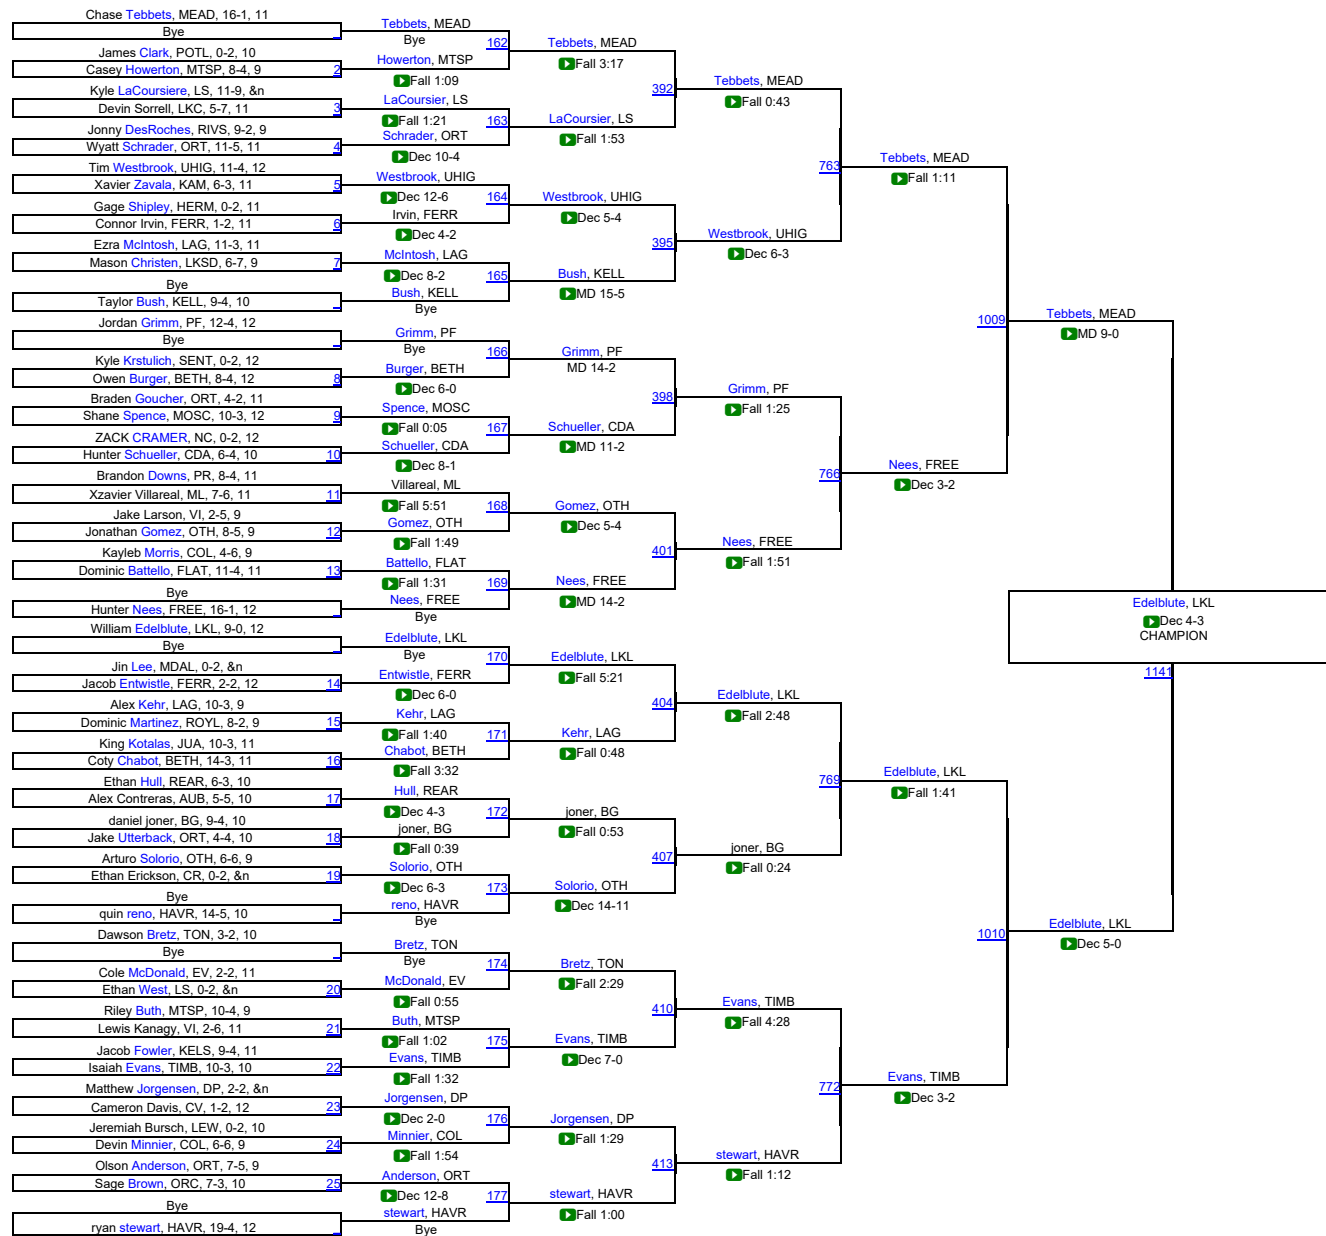 Chase Tebbets, MEAD, 16-1, 11
Bye
James Clark, POTL, 0-2, 10
Casey Howerton, MTSP, 8-4, 9 2
Kyle LaCoursiere, LS, 11-9, &n
Devin Sorrell, LKC, 5-7, 11 3
Jonny DesRoches, RIVS, 9-2, 9
Wyatt Schrader, ORT, 11-5, 11 4
Tim Westbrook, UHIG, 11-4, 12
Xavier Zavala, KAM, 6-3, 11 5
Gage Shipley, HERM, 0-2, 11
Connor Irvin, FERR, 1-2, 11 6
Ezra McIntosh, LAG, 11-3, 11
Mason Christen, LKSD, 6-7, 9 7
Bye
Taylor Bush, KELL, 9-4, 10
Jordan Grimm, PF, 12-4, 12
Bye
Kyle Krstulich, SENT, 0-2, 12
Owen Burger, BETH, 8-4, 12 8
Braden Goucher, ORT, 4-2, 11
Shane Spence, MOSC, 10-3, 12 9
ZACK CRAMER, NC, 0-2, 12
Hunter Schueller, CDA, 6-4, 10 10
Brandon Downs, PR, 8-4, 11
Xzavier Villareal, ML, 7-6, 11 11
Jake Larson, VI, 2-5, 9
Jonathan Gomez, OTH, 8-5, 9 12
Kayleb Morris, COL, 4-6, 9
Dominic Battello, FLAT, 11-4, 11 13
Bye
Hunter Nees, FREE, 16-1, 12
William Edelblute, LKL, 9-0, 12
Bye
Jin Lee, MDAL, 0-2, &n
Jacob Entwistle, FERR, 2-2, 12 14
Alex Kehr, LAG, 10-3, 9
Dominic Martinez, ROYL, 8-2, 9 15
King Kotalas, JUA, 10-3, 11
Coty Chabot, BETH, 14-3, 11 16
Ethan Hull, REAR, 6-3, 10
Alex Contreras, AUB, 5-5, 10 17
daniel joner, BG, 9-4, 10
Jake Utterback, ORT, 4-4, 10 18
Arturo Solorio, OTH, 6-6, 9
Ethan Erickson, CR, 0-2, &n 19
Bye
quin reno, HAVR, 14-5, 10
Dawson Bretz, TON, 3-2, 10
Bye
Cole McDonald, EV, 2-2, 11
Ethan West, LS, 0-2, &n 20
Riley Buth, MTSP, 10-4, 9
Lewis Kanagy, VI, 2-6, 11 21
Jacob Fowler, KELS, 9-4, 11
Isaiah Evans, TIMB, 10-3, 10 22
Matthew Jorgensen, DP, 2-2, &n
Cameron Davis, CV, 1-2, 12 23
Jeremiah Bursch, LEW, 0-2, 10
Devin Minnier, COL, 6-6, 9 24
Olson Anderson, ORT, 7-5, 9
Sage Brown, ORC, 7-3, 10 25
Bye
ryan stewart, HAVR, 19-4, 12
Tebbets, MEAD
Bye
162
Howerton, MTSP
Fall 1:09
LaCoursier, LS
Fall 1:21
163
Schrader, ORT
Dec 10-4
Westbrook, UHIG
Dec 12-6
164
Irvin, FERR
Dec 4-2
McIntosh, LAG
Dec 8-2
165
Bush, KELL
Bye
Grimm, PF
Bye
166
Burger, BETH
Dec 6-0
Spence, MOSC
Fall 0:05
167
Schueller, CDA
Dec 8-1
Villareal, ML
Fall 5:51
168
Gomez, OTH
Fall 1:49
Battello, FLAT
Fall 1:31
169
Nees, FREE
Bye
Edelblute, LKL
Bye
170
Entwistle, FERR
Dec 6-0
Kehr, LAG
Fall 1:40
171
Chabot, BETH
Fall 3:32
Hull, REAR
Dec 4-3
172
joner, BG
Fall 0:39
Solorio, OTH
Dec 6-3
173
reno, HAVR
Bye
Bretz, TON
Bye
174
McDonald, EV
Fall 0:55
Buth, MTSP
Fall 1:02
175
Evans, TIMB
Fall 1:32
Jorgensen, DP
Dec 2-0
176
Minnier, COL
Fall 1:54
Anderson, ORT
Dec 12-8
177
stewart, HAVR
Bye
Tebbets, MEAD
Fall 3:17
392
LaCoursier, LS
Fall 1:53
Westbrook, UHIG
Dec 5-4
395
Bush, KELL
MD 15-5
Grimm, PF
MD 14-2
398
Schueller, CDA
MD 11-2
Gomez, OTH
Dec 5-4
401
Nees, FREE
MD 14-2
Edelblute, LKL
Fall 5:21
404
Kehr, LAG
Fall 0:48
joner, BG
Fall 0:53
407
Solorio, OTH
Dec 14-11
Bretz, TON
Fall 2:29
410
Evans, TIMB
Dec 7-0
Jorgensen, DP
Fall 1:29
413
stewart, HAVR
Fall 1:00
Tebbets, MEAD
Fall 0:43
763
Westbrook, UHIG
Dec 6-3
Grimm, PF
Fall 1:25
766
Nees, FREE
Fall 1:51
Edelblute, LKL
Fall 2:48
769
joner, BG
Fall 0:24
Evans, TIMB
Fall 4:28
772
stewart, HAVR
Fall 1:12
Tebbets, MEAD
Fall 1:11
1009
Nees, FREE
Dec 3-2
Edelblute, LKL
Fall 1:41
1010
Evans, TIMB
Dec 3-2
Tebbets, MEAD
MD 9-0
Edelblute, LKL
Dec 4-3
CHAMPION
1141
Edelblute, LKL
Dec 5-0